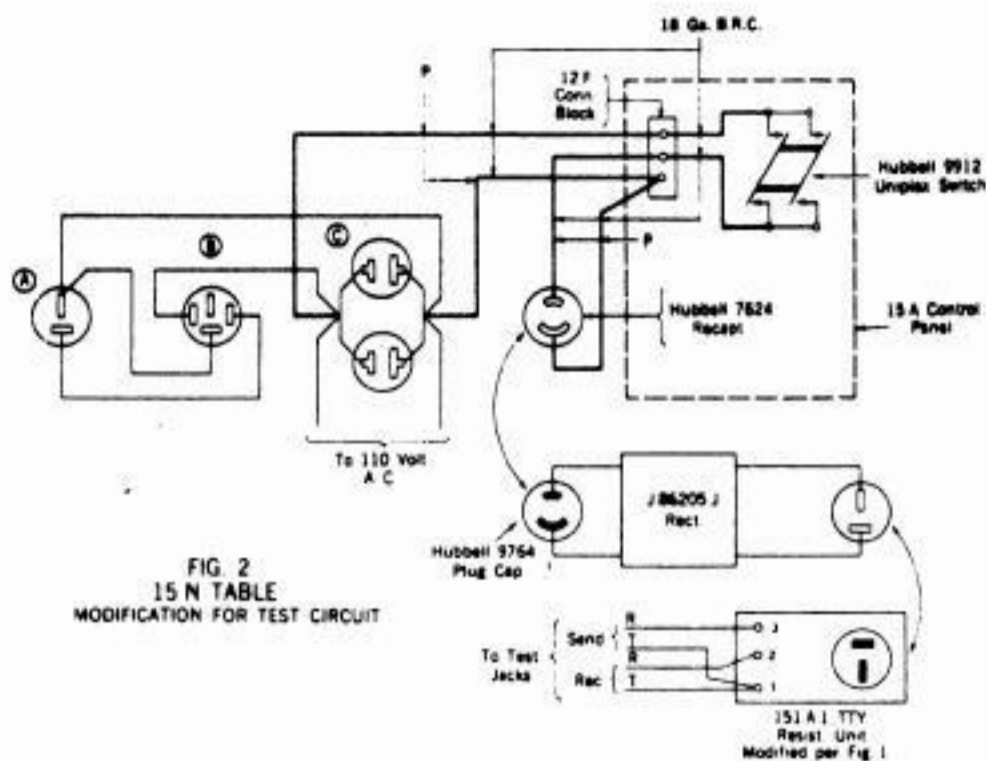 18 Ga. B.R.C.
P
12 F
Conn
Block
Hubbell 9912
Uniplex Switch
A
B
C
P
Hubbell 7624
Recept
15 A Control
Panel
To 110 Volt
A C
J 86205 J
Rect
Hubbell 9764
Plug Cap
FIG. 2
15 N TABLE
MODIFICATION FOR TEST CIRCUIT
To Test
Jacks
Send
Rec
R
T
R
T
3
2
1
151 A 1 TTY
Resist Unit
Modified per Fig. 1